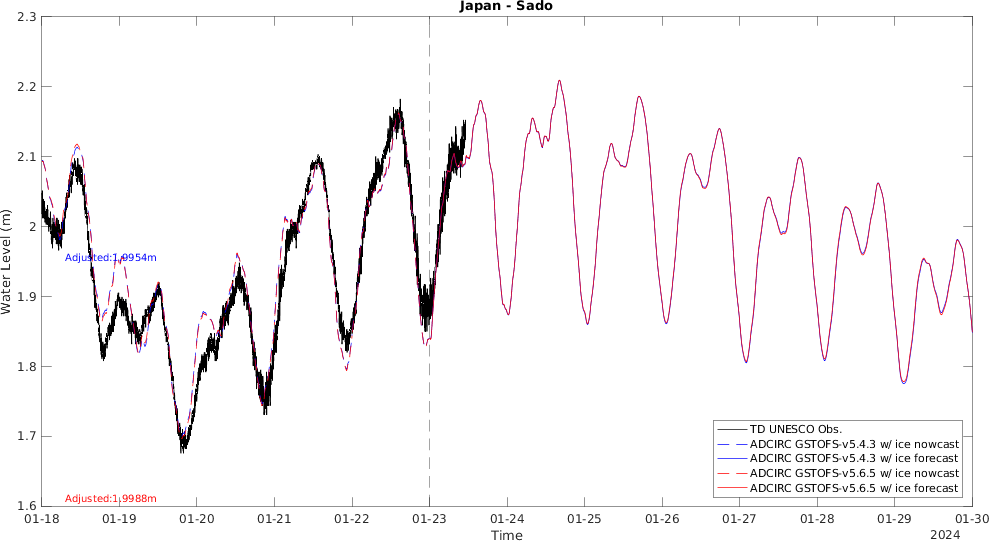 Japan - Sado
2.3
2.2
2.1
2
1.9
1.8
1.7
1.6
Water Level (m)
Adjusted:1.9954m
Adjusted:1.9988m
TD UNESCO Obs.
ADCIRC GSTOFS-v5.4.3 w/ ice nowcast
ADCIRC GSTOFS-v5.4.3 w/ ice forecast
ADCIRC GSTOFS-v5.6.5 w/ ice nowcast
ADCIRC GSTOFS-v5.6.5 w/ ice forecast
01-18 01-19 01-20 01-21 01-22 01-23 01-24 01-25 01-26 01-27 01-28 01-29 01-30
Time
2024